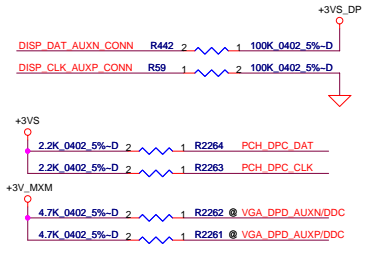 +3VS_DP
DISP_DAT_AUXN_CONN R442 2 1 100K_0402_5%~D
DISP_CLK_AUXP_CONN R59 1 2 100K_0402_5%~D
+3VS
2.2K_0402_5%~D 2 1 R2264 PCH_DPC_DAT
2.2K_0402_5%~D 2 1 R2263 PCH_DPC_CLK
+3V_MXM
4.7K_0402_5%~D 2 1 R2262 @ VGA_DPD_AUXN/DDC
4.7K_0402_5%~D 2 1 R2261 @ VGA_DPD_AUXP/DDC